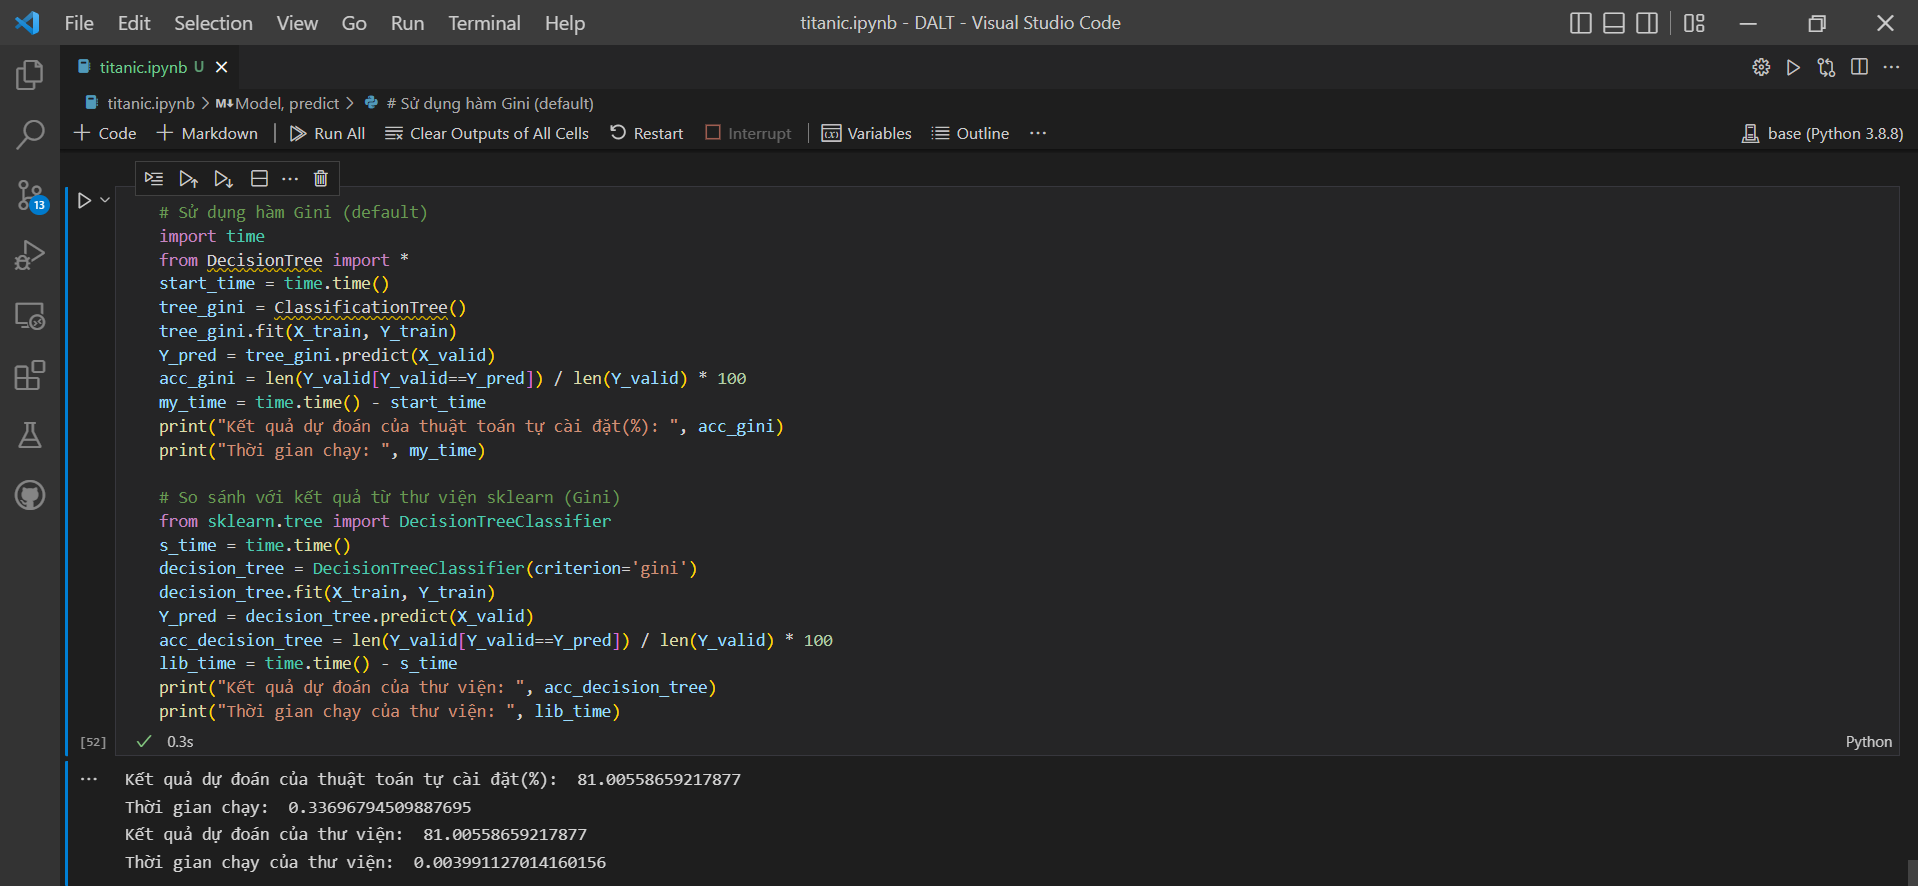 File Edit Selection View Go Run Terminal Help titanic.ipynb - DALT - Visual Studio Code
titanic.ipynb U
titanic.ipynb > M↓Model, predict > # Sử dụng hàm Gini (default)
+ Code + Markdown Run All Clear Outputs of All Cells Restart Interrupt Variables Outline ··· base (Python 3.8.8)
13
# Sử dụng hàm Gini (default)
import time
from DecisionTree import *
start_time = time.time()
tree_gini = ClassificationTree()
tree_gini.fit(X_train, Y_train)
Y_pred = tree_gini.predict(X_valid)
acc_gini = len(Y_valid[Y_valid==Y_pred]) / len(Y_valid) * 100
my_time = time.time() - start_time
print("Kết quả dự đoán của thuật toán tự cài đặt(%): ", acc_gini)
print("Thời gian chạy: ", my_time)
# So sánh với kết quả từ thư viện sklearn (Gini)
from sklearn.tree import DecisionTreeClassifier
s_time = time.time()
decision_tree = DecisionTreeClassifier(criterion='gini')
decision_tree.fit(X_train, Y_train)
Y_pred = decision_tree.predict(X_valid)
acc_decision_tree = len(Y_valid[Y_valid==Y_pred]) / len(Y_valid) * 100
lib_time = time.time() - s_time
print("Kết quả dự đoán của thư viện: ", acc_decision_tree)
print("Thời gian chạy của thư viện: ", lib_time)
[52] 0.3s Python
Kết quả dự đoán của thuật toán tự cài đặt(%):  81.00558659217877
Thời gian chạy:  0.33696794509887695
Kết quả dự đoán của thư viện:  81.00558659217877
Thời gian chạy của thư viện:  0.003991127014160156